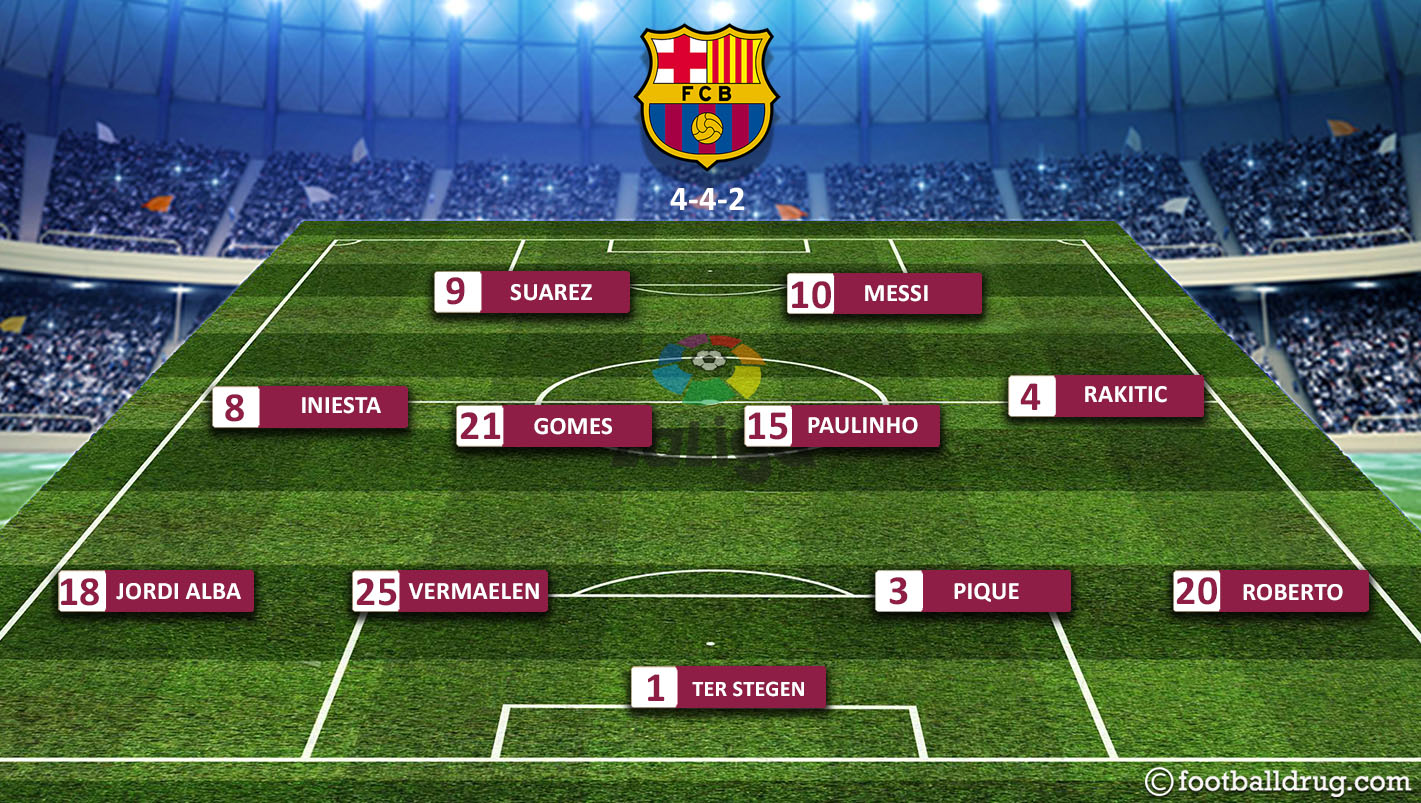 FCB
4-4-2
9 SUAREZ
10 MESSI
8 INIESTA
21 GOMES
15 PAULINHO
4 RAKITIC
LaLiga
18 JORDI ALBA
25 VERMAELEN
3 PIQUE
20 ROBERTO
1 TER STEGEN
©footballdrug.com